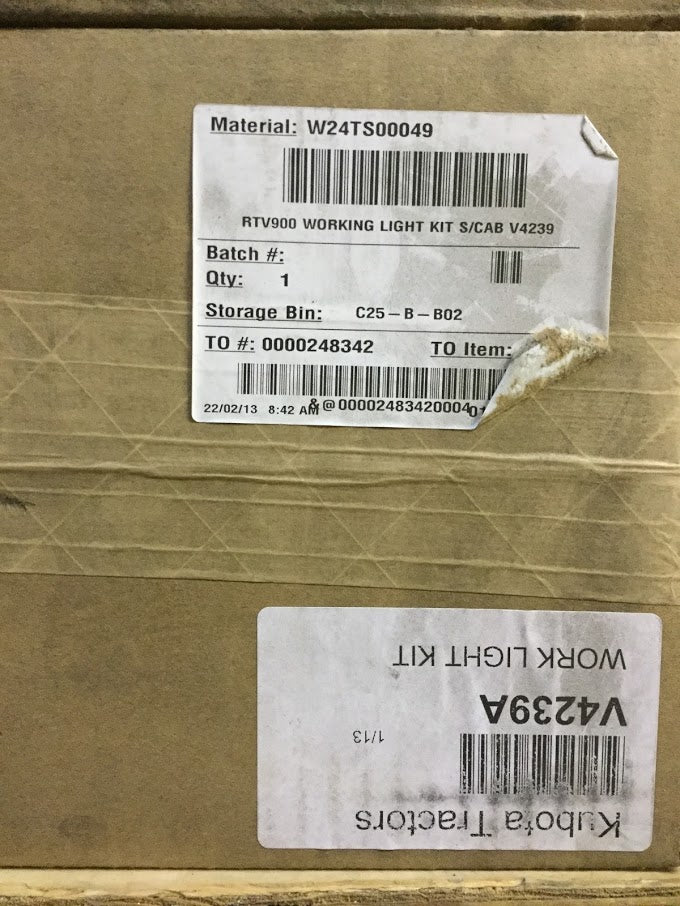 Material: W24TS00049
RTV900 WORKING LIGHT KIT S/CAB V4239
Batch #:
Qty: 1
Storage Bin: C25-B-B02
TO #: 0000248342 TO Item:
22/02/13 8:42 AM &@00002483420004
Kubota Tractors
1/13
V4239A
WORK LIGHT KIT